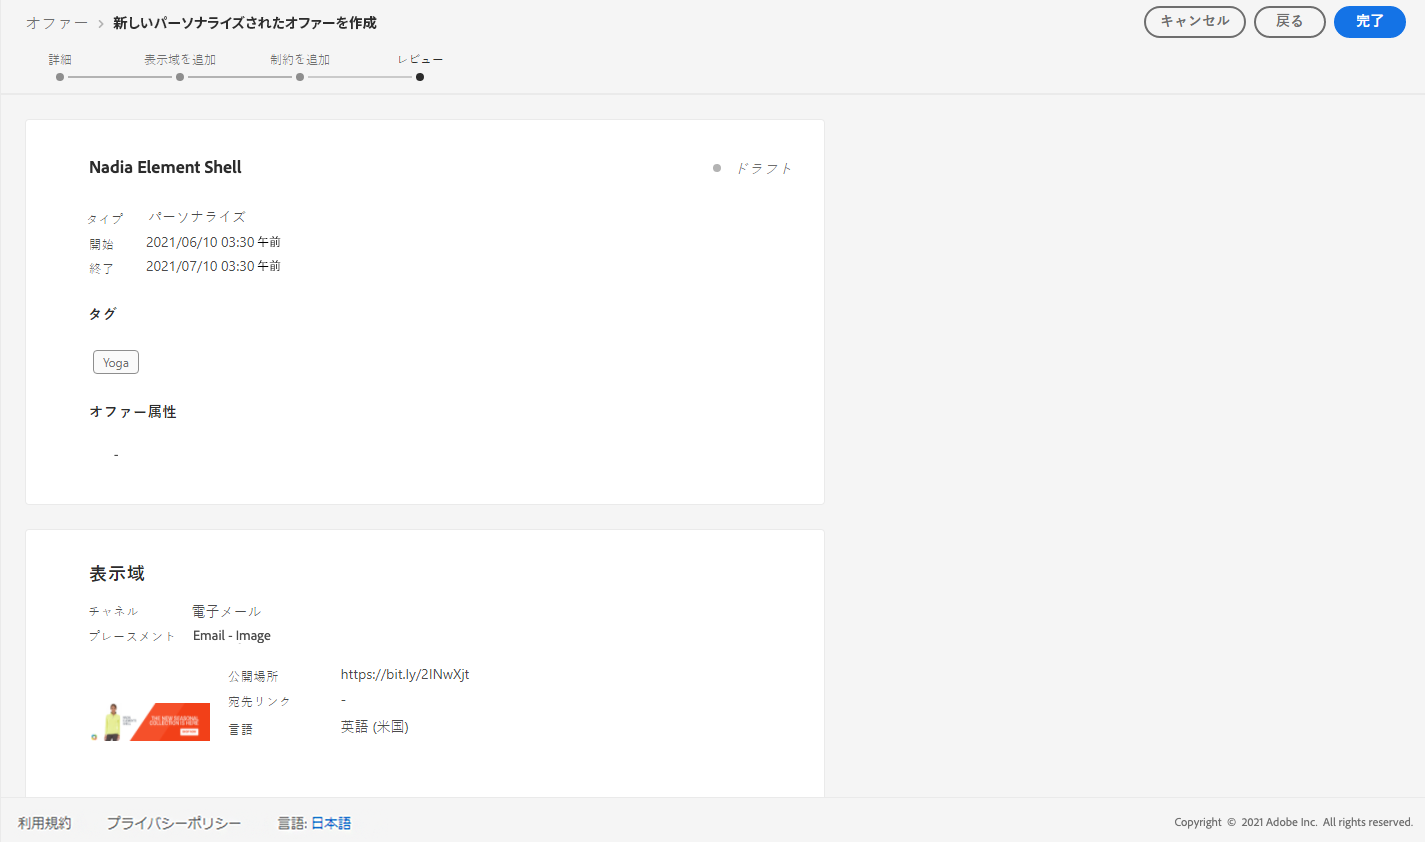 オファー > 新しいパーソナライズされたオファーを作成
キャンセル 戻る 完了
詳細 表示域を追加 制約を追加 レビュー
Nadia Element Shell
ドラフト
タイプ パーソナライズ
開始 2021/06/10 03:30 午前
終了 2021/07/10 03:30 午前
タグ
Yoga
オファー属性
-
表示域
チャネル 電子メール
プレースメント Email - Image
公開場所 https://bit.ly/2INwXjt
宛先リンク -
言語 英語 (米国)
THE NEW SEASONAL
COLLECTION IS HERE
利用規約 プライバシーポリシー 言語: 日本語
Copyright © 2021 Adobe Inc. All rights reserved.